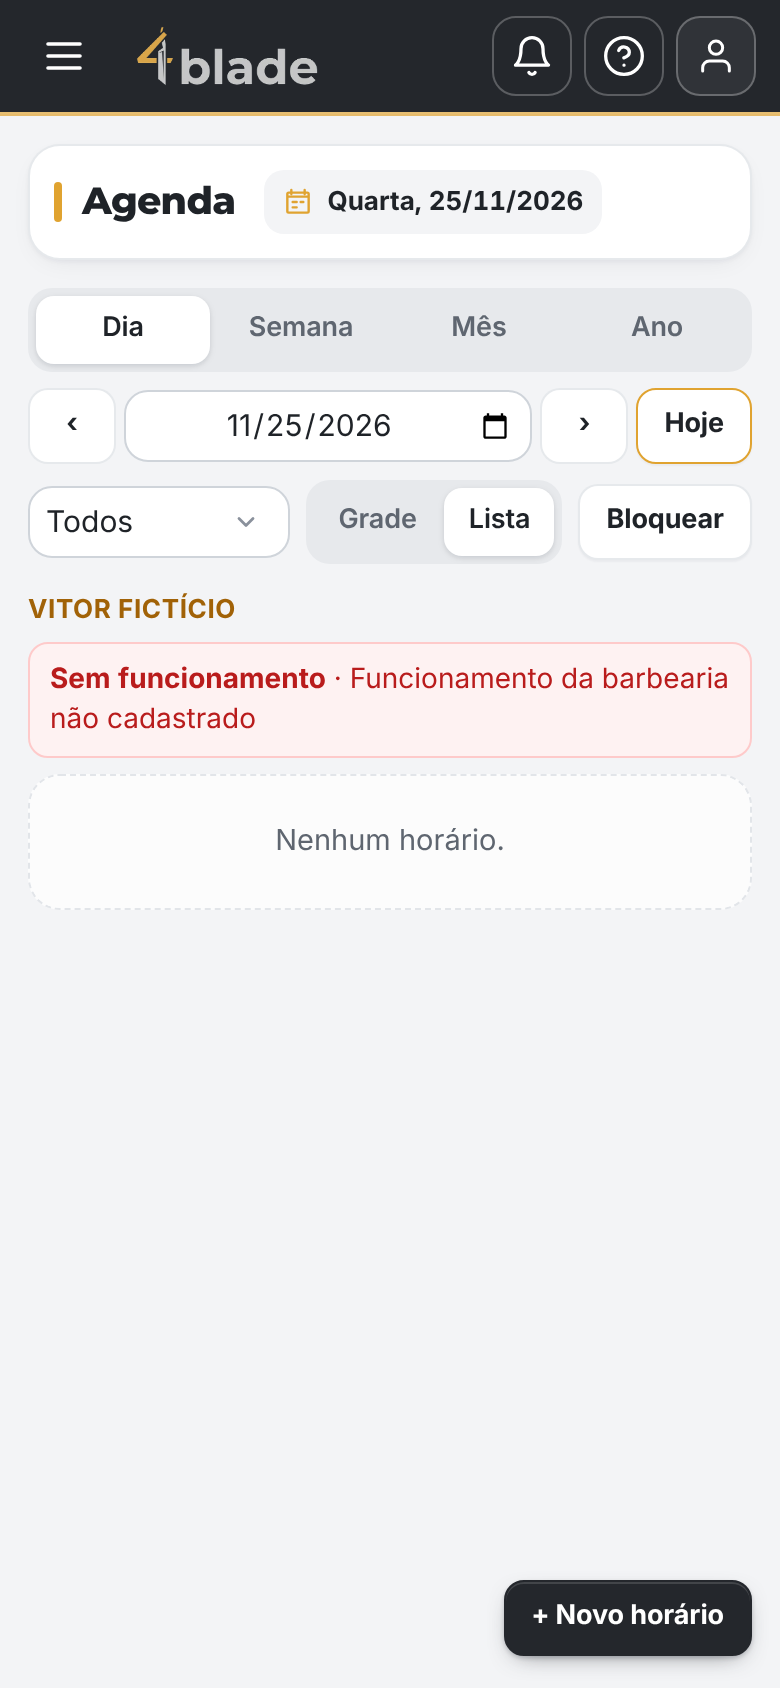 4blade
Agenda
Quarta, 25/11/2026
Dia Semana Mês Ano
‹ 11/25/2026 › Hoje
Todos Grade Lista Bloquear
VITOR FICTÍCIO
Sem funcionamento · Funcionamento da barbearia
não cadastrado
Nenhum horário.
+ Novo horário